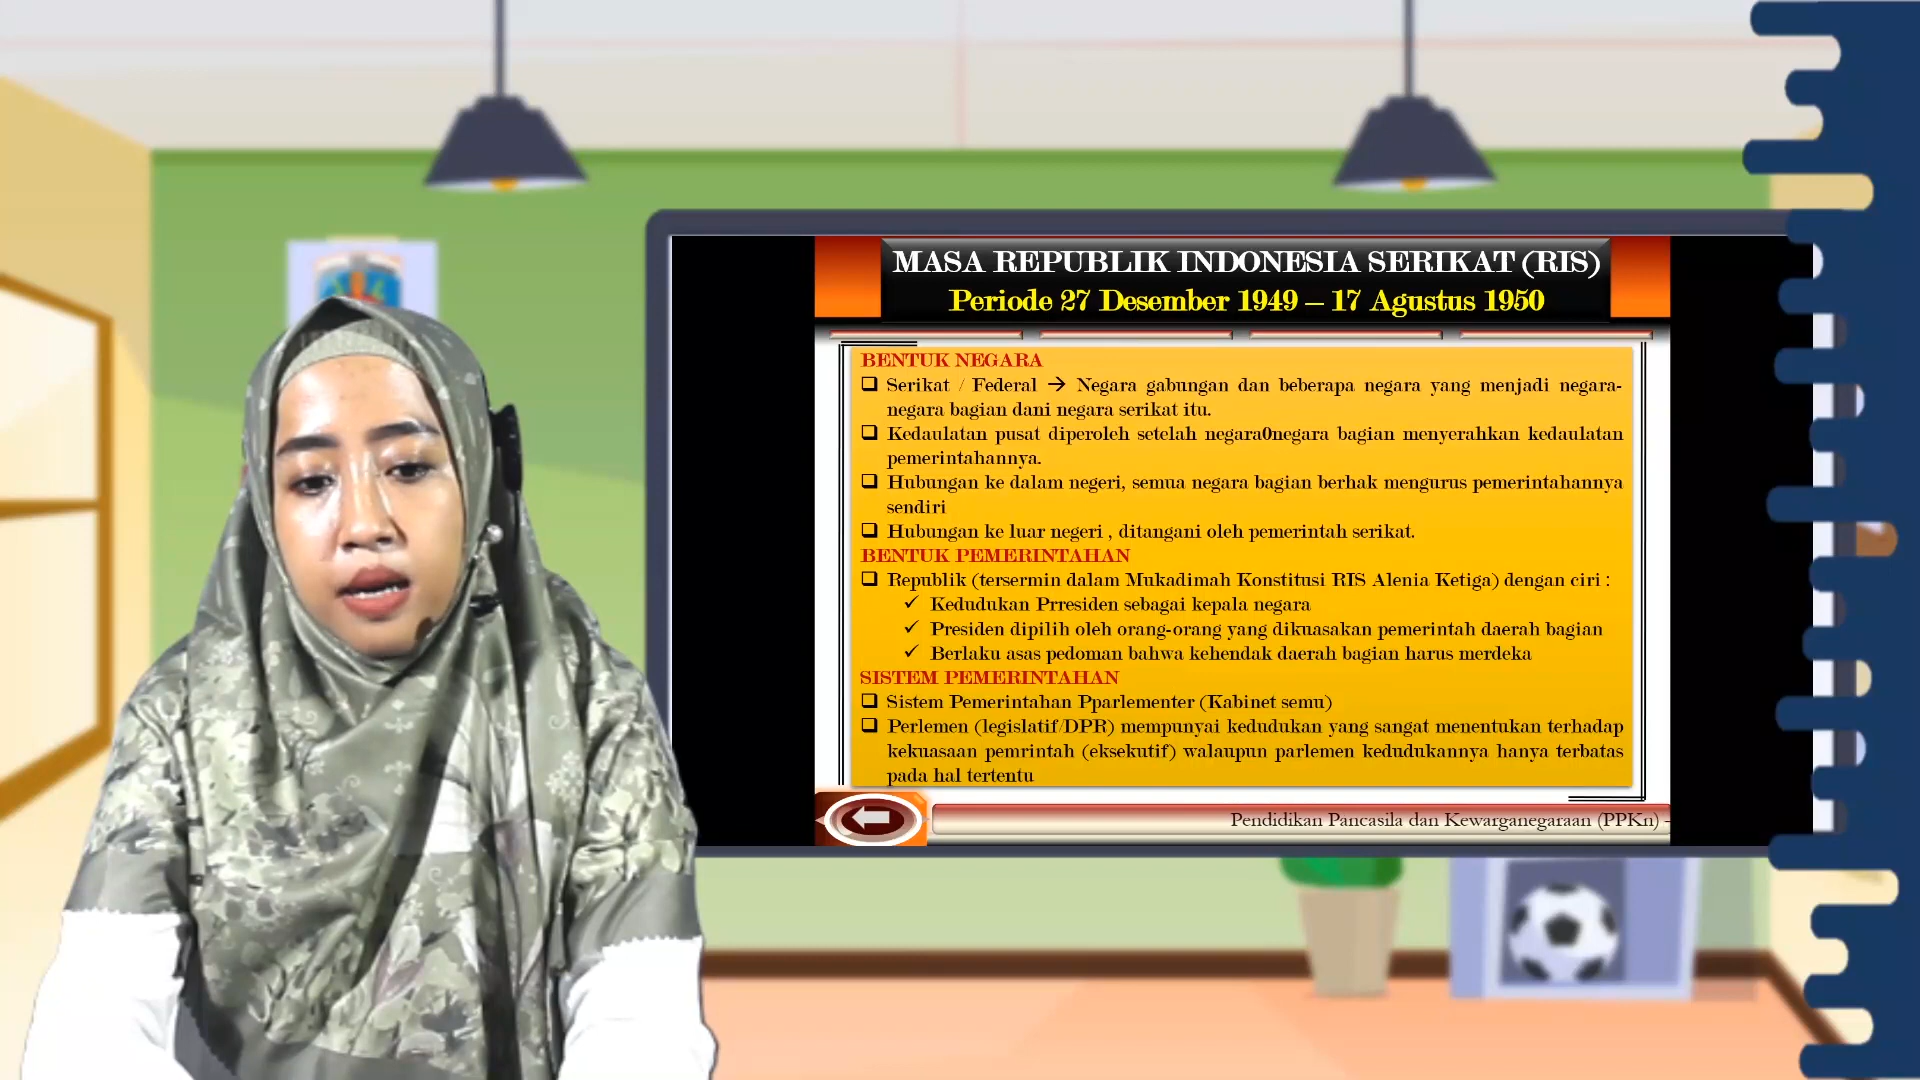 MASA REPUBLIK INDONESIA SERIKAT (RIS)
Periode 27 Desember 1949 – 17 Agustus 1950
BENTUK NEGARA
❑ Serikat / Federal → Negara gabungan dan beberapa negara yang menjadi negara-
negara bagian dani negara serikat itu.
❑ Kedaulatan pusat diperoleh setelah negara0negara bagian menyerahkan kedaulatan
pemerintahannya.
❑ Hubungan ke dalam negeri, semua negara bagian berhak mengurus pemerintahannya
sendiri
❑ Hubungan ke luar negeri , ditangani oleh pemerintah serikat.
BENTUK PEMERINTAHAN
❑ Republik (tersermin dalam Mukadimah Konstitusi RIS Alenia Ketiga) dengan ciri :
✓ Kedudukan Prresiden sebagai kepala negara
✓ Presiden dipilih oleh orang-orang yang dikuasakan pemerintah daerah bagian
✓ Berlaku asas pedoman bahwa kehendak daerah bagian harus merdeka
SISTEM PEMERINTAHAN
❑ Sistem Pemerintahan Pparlementer (Kabinet semu)
❑ Perlemen (legislatif/DPR) mempunyai kedudukan yang sangat menentukan terhadap
kekuasaan pemrintah (eksekutif) walaupun parlemen kedudukannya hanya terbatas
pada hal tertentu
Pendidikan Pancasila dan Kewarganegaraan (PPKn) -